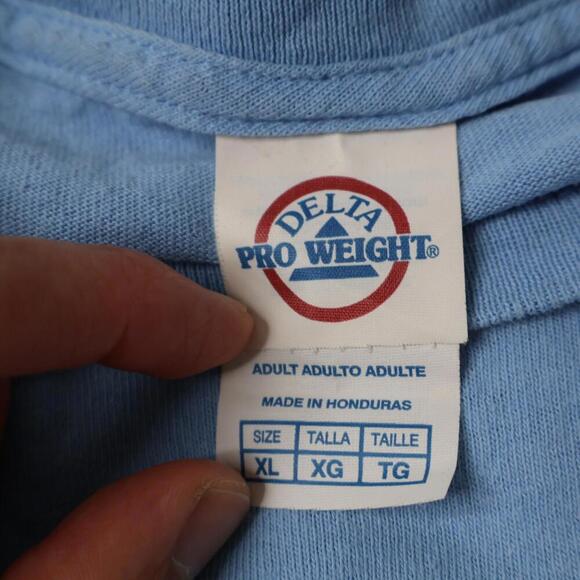 DELTA
PRO WEIGHT®
ADULT ADULTO ADULTE
MADE IN HONDURAS
SIZE TALLA TAILLE
XL XG TG